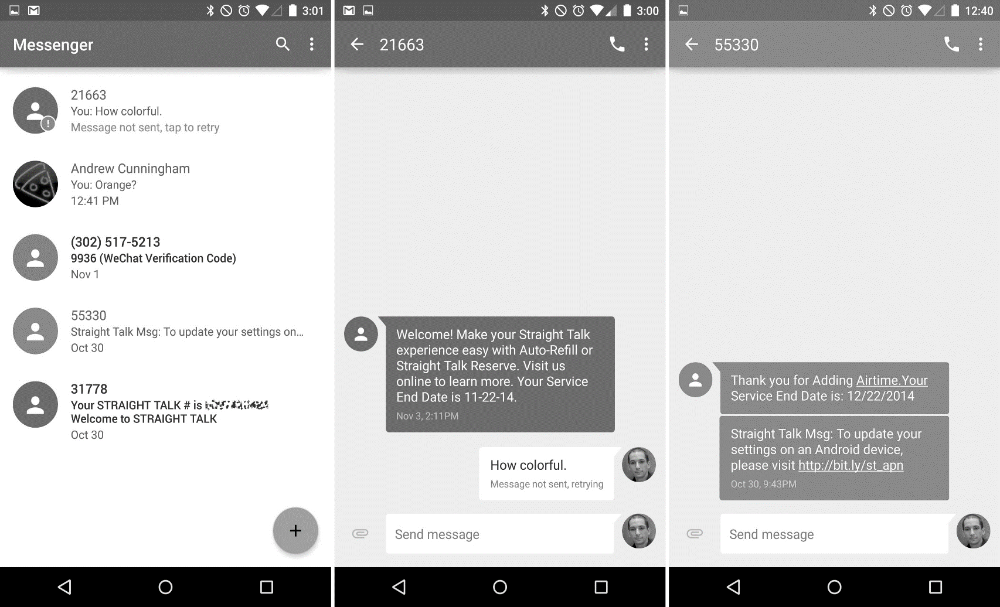 3:01
Messenger
21663
You: How colorful.
Message not sent, tap to retry
Andrew Cunningham
You: Orange?
12:41 PM
(302) 517-5213
9936 (WeChat Verification Code)
Nov 1
55330
Straight Talk Msg: To update your settings on...
Oct 30
31778
Your STRAIGHT TALK # is
Welcome to STRAIGHT TALK
Oct 30
3:00
21663
Welcome! Make your Straight Talk
experience easy with Auto-Refill or
Straight Talk Reserve. Visit us
online to learn more. Your Service
End Date is 11-22-14.
Nov 3, 2:11PM
How colorful.
Message not sent, retrying
Send message
12:40
55330
Thank you for Adding Airtime.Your
Service End Date is: 12/22/2014
Straight Talk Msg: To update your
settings on an Android device,
please visit http://bit.ly/st_apn
Oct 30, 9:43PM
Send message